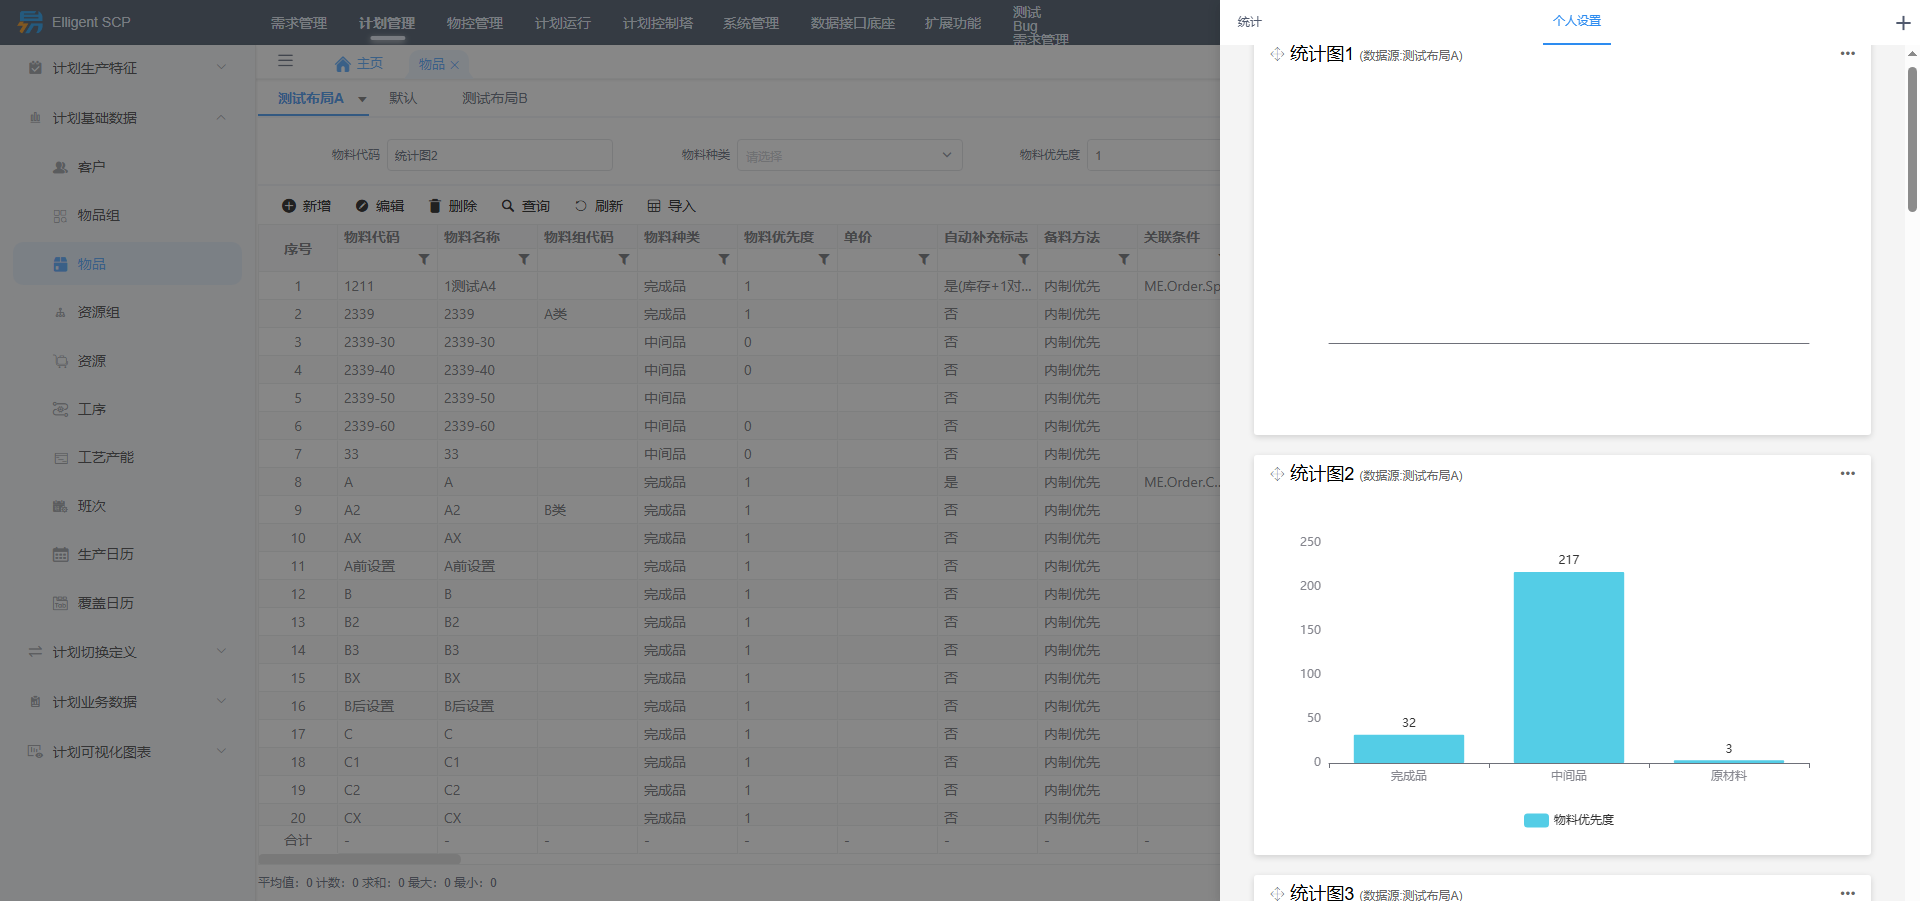 Elligent SCP
需求管理 计划管理 物控管理 计划运行 计划控制塔 系统管理 数据接口底座 扩展功能 测试
Bug
需求管理
计划生产特征
计划基础数据
客户
物品组
物品
资源组
资源
工序
工艺产能
班次
生产日历
覆盖日历
计划切换定义
计划业务数据
计划可视化图表
主页 物品
测试布局A 默认 测试布局B
物料代码 统计图2 物料种类 请选择 物料优先度 1
新增 编辑 删除 查询 刷新 导入
序号 物料代码 物料名称 物料组代码 物料种类 物料优先度 单价 自动补充标志 备料方法 关联条件
1 1211 1测试A4 完成品 1 是(库存+1对... 内制优先 ME.Order.Sp
2 2339 2339 A类 完成品 1 否 内制优先
3 2339-30 2339-30 中间品 0 否 内制优先
4 2339-40 2339-40 中间品 0 否 内制优先
5 2339-50 2339-50 中间品 否 内制优先
6 2339-60 2339-60 中间品 0 否 内制优先
7 33 33 中间品 0 否 内制优先
8 A A 完成品 1 是 内制优先 ME.Order.C...
9 A2 A2 B类 完成品 1 否 内制优先
10 AX AX 完成品 1 否 内制优先
11 A前设置 A前设置 完成品 1 否 内制优先
12 B B 完成品 1 否 内制优先
13 B2 B2 完成品 1 否 内制优先
14 B3 B3 完成品 1 否 内制优先
15 BX BX 完成品 1 否 内制优先
16 B后设置 B后设置 完成品 1 否 内制优先
17 C C 完成品 1 否 内制优先
18 C1 C1 完成品 1 否 内制优先
19 C2 C2 完成品 1 否 内制优先
20 CX CX 完成品 1 否 内制优先
合计 - - - - - - - - -
平均值：0 计数：0 求和：0 最大：0 最小：0
统计 个人设置
统计图1 (数据源:测试布局A)
统计图2 (数据源:测试布局A)
250
200
150
100
50
0
32
217
3
完成品 中间品 原材料
物料优先度
统计图3 (数据源:测试布局A)